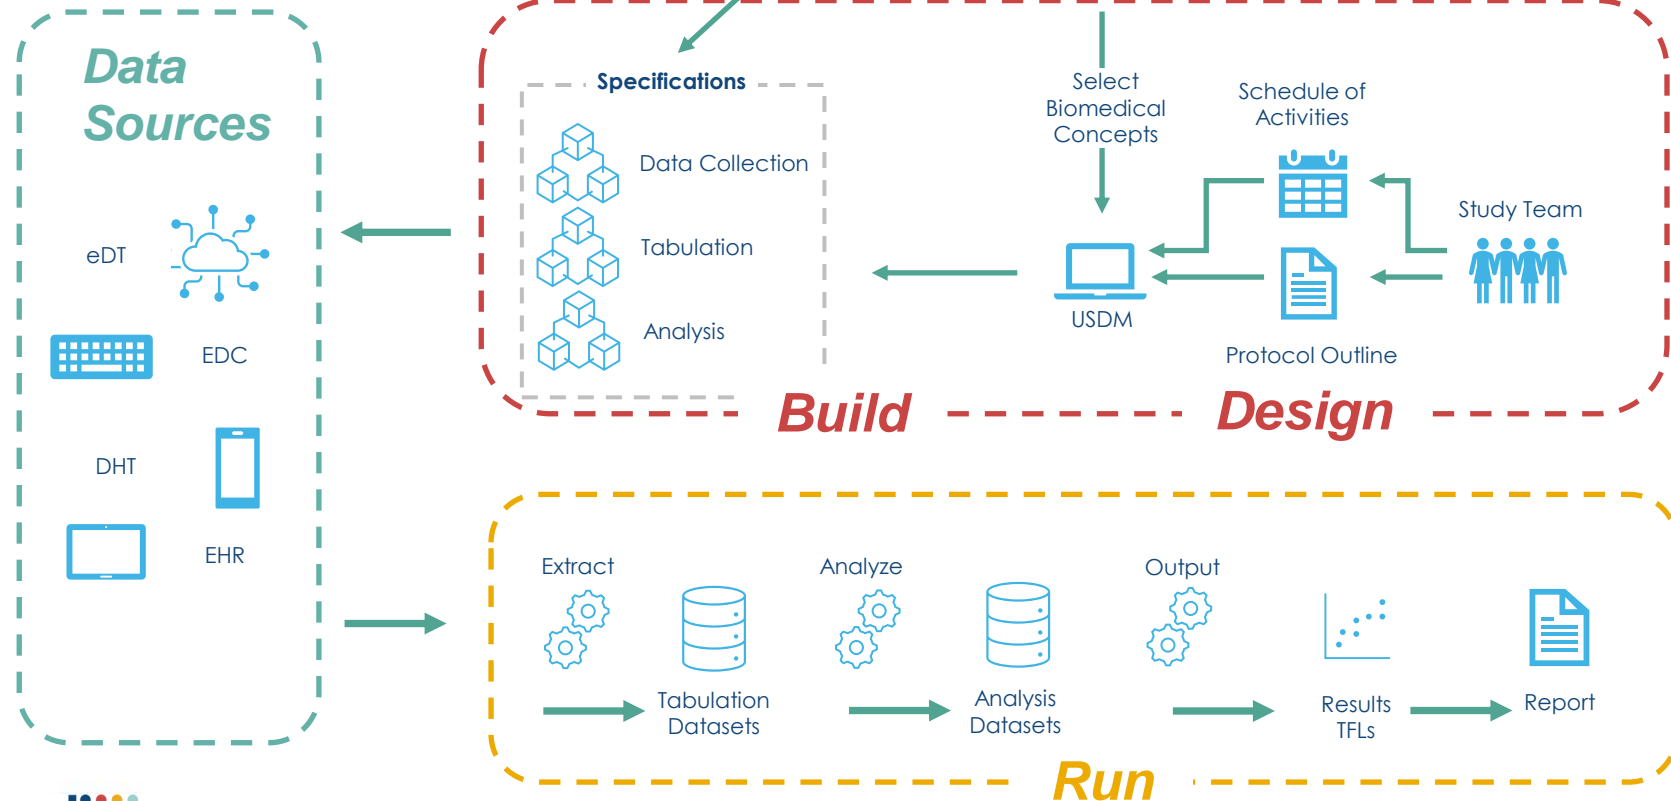 Data
Sources
eDT
EDC
DHT
EHR
Specifications
Data Collection
Tabulation
Analysis
Select
Biomedical
Concepts
Schedule of
Activities
Study Team
USDM
Protocol Outline
Build
Design
Extract
Analyze
Output
Tabulation
Datasets
Analysis
Datasets
Results
TFLs
Report
Run